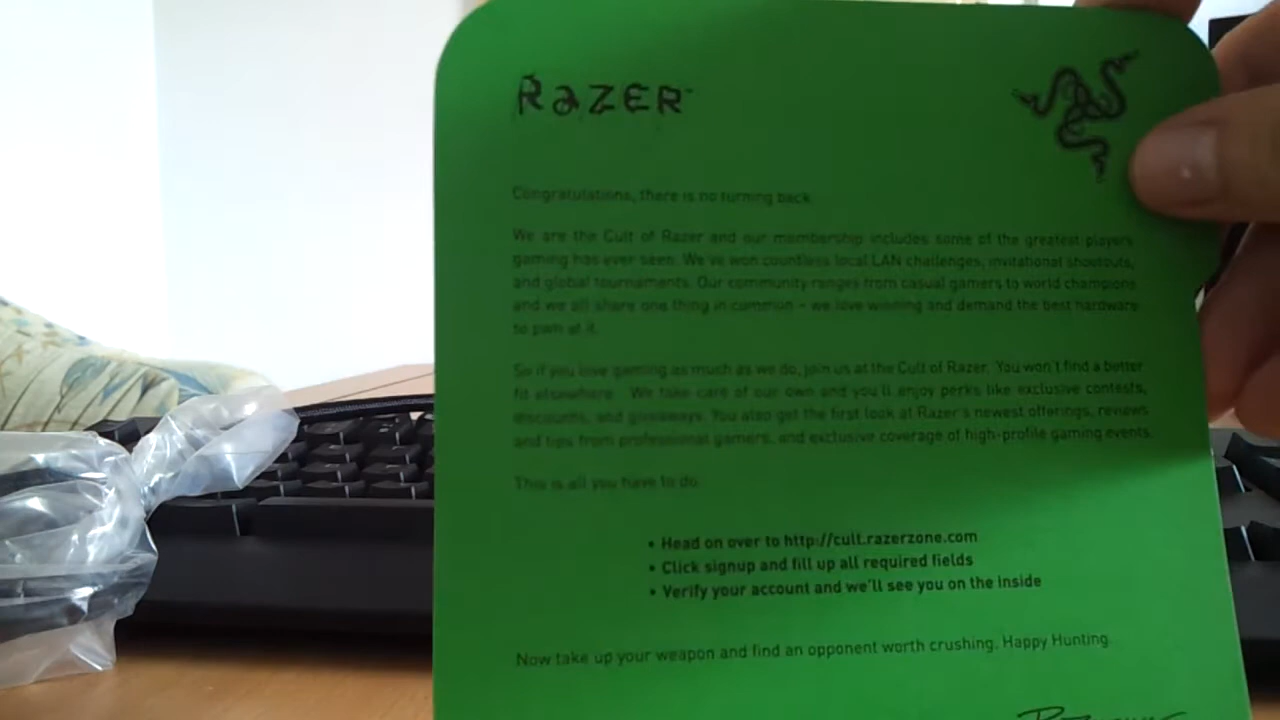 RAZER™
Congratulations, there is no turning back
We are the Cult of Razer and our membership includes some of the greatest players
gaming has ever seen. We've won countless local LAN challenges, invitational shootouts,
and global tournaments. Our community ranges from casual gamers to world champions
and we all share one thing in common – we love winning and demand the best hardware
to pwn at it.
So if you love gaming as much as we do, join us at the Cult of Razer. You won't find a better
fit elsewhere. We take care of our own and you'll enjoy perks like exclusive contests,
discounts, and giveaways. You also get the first look at Razer's newest offerings, reviews
and tips from professional gamers, and exclusive coverage of high-profile gaming events.
This is all you have to do
• Head on over to http://cult.razerzone.com
• Click signup and fill up all required fields
• Verify your account and we'll see you on the inside
Now take up your weapon and find an opponent worth crushing. Happy Hunting